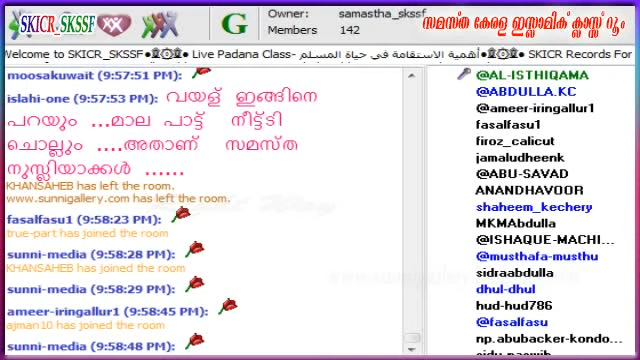 SKICR_SKSSF
G
Owner: samastha_skssf
Members 142
സമസ്ത കേരള ഇസ്ലാമിക് ക്ലാസ്സ് റൂം
Welcome to SKICR_SKSSF Live Padana Class- أهمية الاستقامة في حياة المسلم SKICR Records For
moosakuwait (9:57:51 PM):
islahi-one (9:57:53 PM): വയള് ഇങ്ങിനെ
പറയും ...മാല പാട്ട് നീട്ട്ടി
ചൊല്ലും ....അതാണ് സമസ്ത
നുസ്ലിയാക്കൾ ......
KHANSAHEB has left the room.
www.sunnigallery.com has left the room.
fasalfasu1 (9:58:23 PM):
true-part has joined the room
sunni-media (9:58:28 PM):
KHANSAHEB has joined the room
sunni-media (9:58:29 PM):
ameer-iringallur1 (9:58:45 PM):
ajman10 has joined the room
sunni-media (9:58:48 PM):
@AL-ISTHIQAMA
@ABDULLA.KC
@ameer-iringallur1
fasalfasu1
firoz_calicut
jamaludheenk
@ABU-SAVAD
ANANDHAVOOR
shaheem_kechery
MKMAbdulla
@ISHAQUE-MACHI...
@musthafa-musthu
sidraabdulla
dhul-dhul
hud-hud786
@fasalfasu
np.abubacker-kondo...